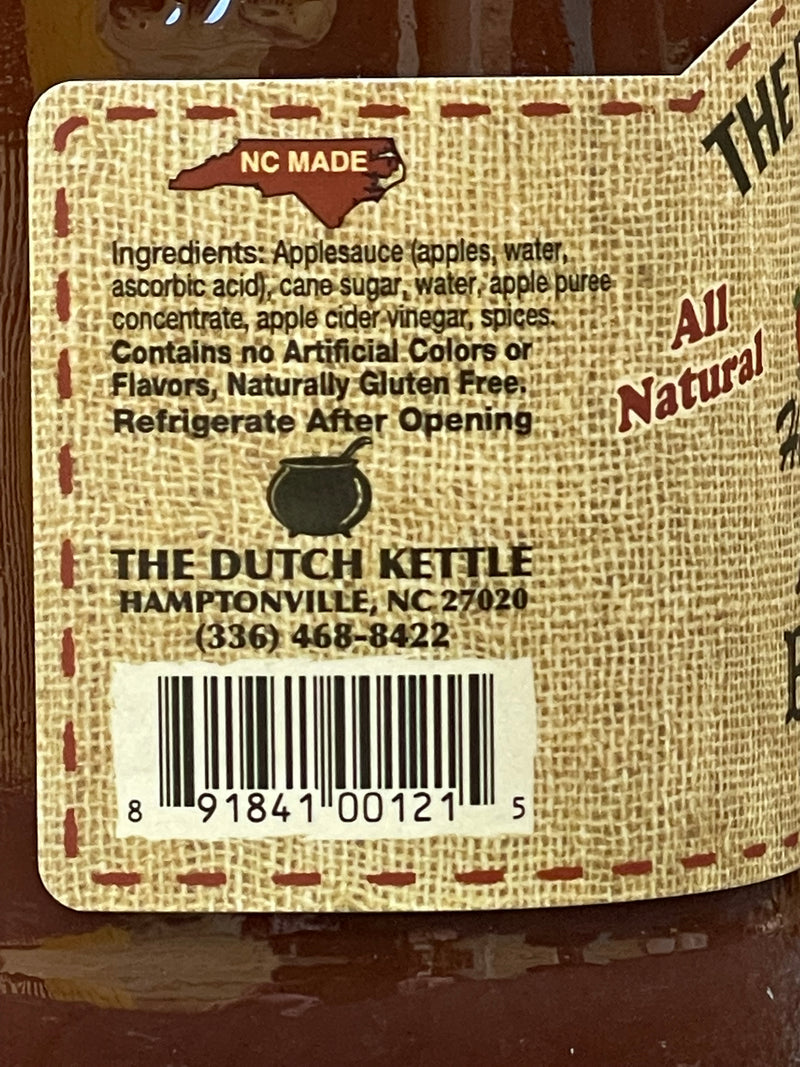 NC MADE
Ingredients: Applesauce (apples, water,
ascorbic acid), cane sugar, water, apple puree
concentrate, apple cider vinegar, spices.
Contains no Artificial Colors or
Flavors, Naturally Gluten Free.
Refrigerate After Opening
THE DUTCH KETTLE
HAMPTONVILLE, NC 27020
(336) 468-8422
8 91841 00121 5
THE
All
Natural